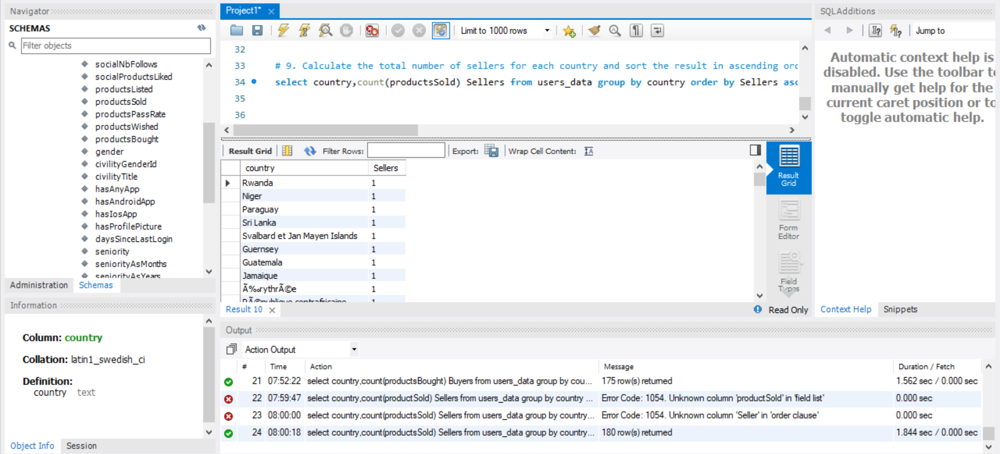 Navigator
SCHEMAS
Filter objects
socialNbFollows
socialProductsLiked
productsListed
productsSold
productsPassRate
productsWished
productsBought
gender
civilityGenderId
civilityTitle
hasAnyApp
hasAndroidApp
hasIosApp
hasProfilePicture
daysSinceLastLogin
seniority
seniorityAsMonths
seniorityAsYears
Administration Schemas
Information
Column: country
Collation: latin1_swedish_ci
Definition:
country text
Object Info Session
Project1*
Limit to 1000 rows
32
33 # 9. Calculate the total number of sellers for each country and sort the result in ascending orc
34 select country,count(productsSold) Sellers from users_data group by country order by Sellers asc
35
36
Result Grid Filter Rows: Export: Wrap Cell Content:
country Sellers
Rwanda 1
Niger 1
Paraguay 1
Sri Lanka 1
Svalbard et Jan Mayen Islands 1
Guernsey 1
Guatemala 1
Jamaique 1
Ã‰rythrÃ©e 1
RÃ©publique centrafricaine 1
Result Grid
Form Editor
Field Types
Result 10
Read Only
Output
Action Output
# Time Action Message Duration / Fetch
21 07:52:22 select country,count(productsBought) Buyers from users_data group by cou... 175 row(s) returned 1.562 sec / 0.000 sec
22 07:59:47 select country,count(productSold) Sellers from users_data group by country ... Error Code: 1054. Unknown column 'productSold' in 'field list' 0.000 sec
23 08:00:00 select country,count(productsSold) Sellers from users_data group by country... Error Code: 1054. Unknown column 'Seller' in 'order clause' 0.000 sec
24 08:00:18 select country,count(productsSold) Sellers from users_data group by country... 180 row(s) returned 1.844 sec / 0.000 sec
SQLAdditions
Jump to
Automatic context help is
disabled. Use the toolbar to
manually get help for the
current caret position or to
toggle automatic help.
Context Help Snippets